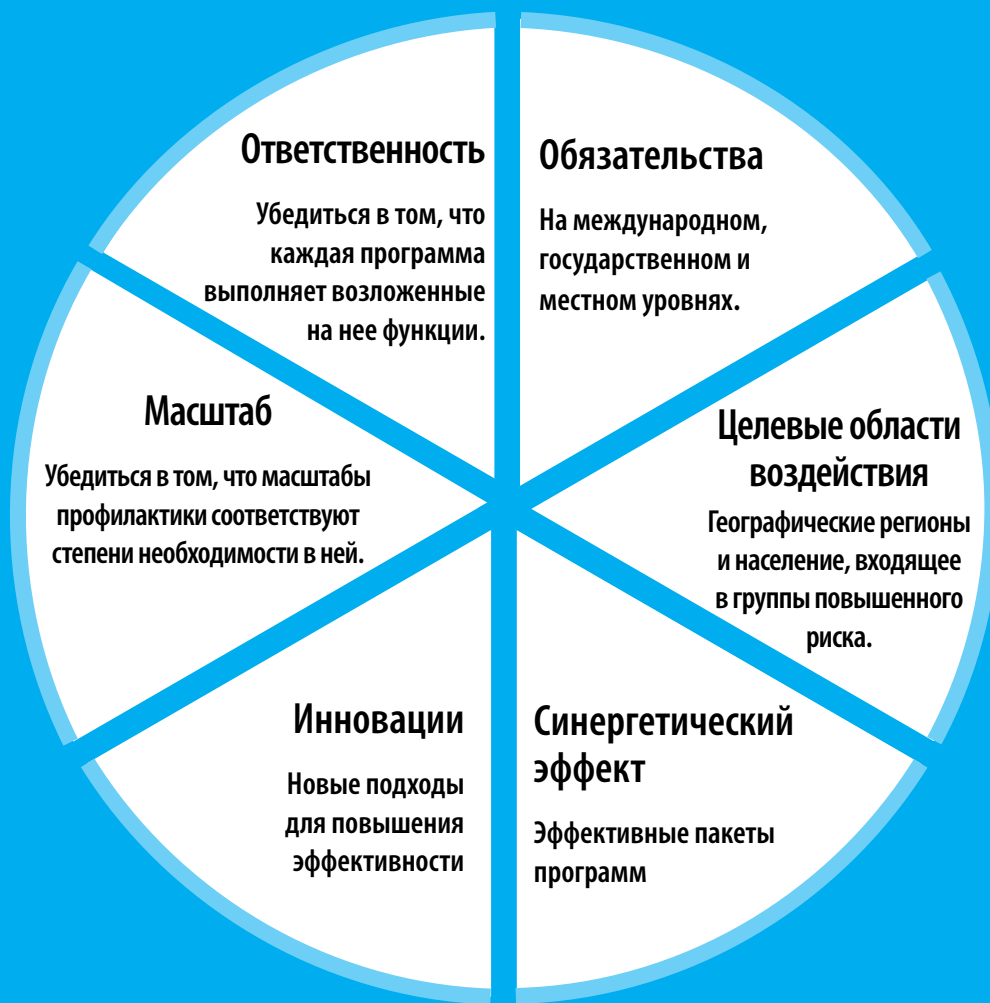 Ответственность
Убедиться в том, что
каждая программа
выполняет возложенные
на нее функции.
Обязательства
На международном,
государственном и
местном уровнях.
Масштаб
Убедиться в том, что масштабы
профилактики соответствуют
степени необходимости в ней.
Целевые области
воздействия
Географические регионы
и население, входящее
в группы повышенного
риска.
Инновации
Новые подходы
для повышения
эффективности
Синергетический
эффект
Эффективные пакеты
программ